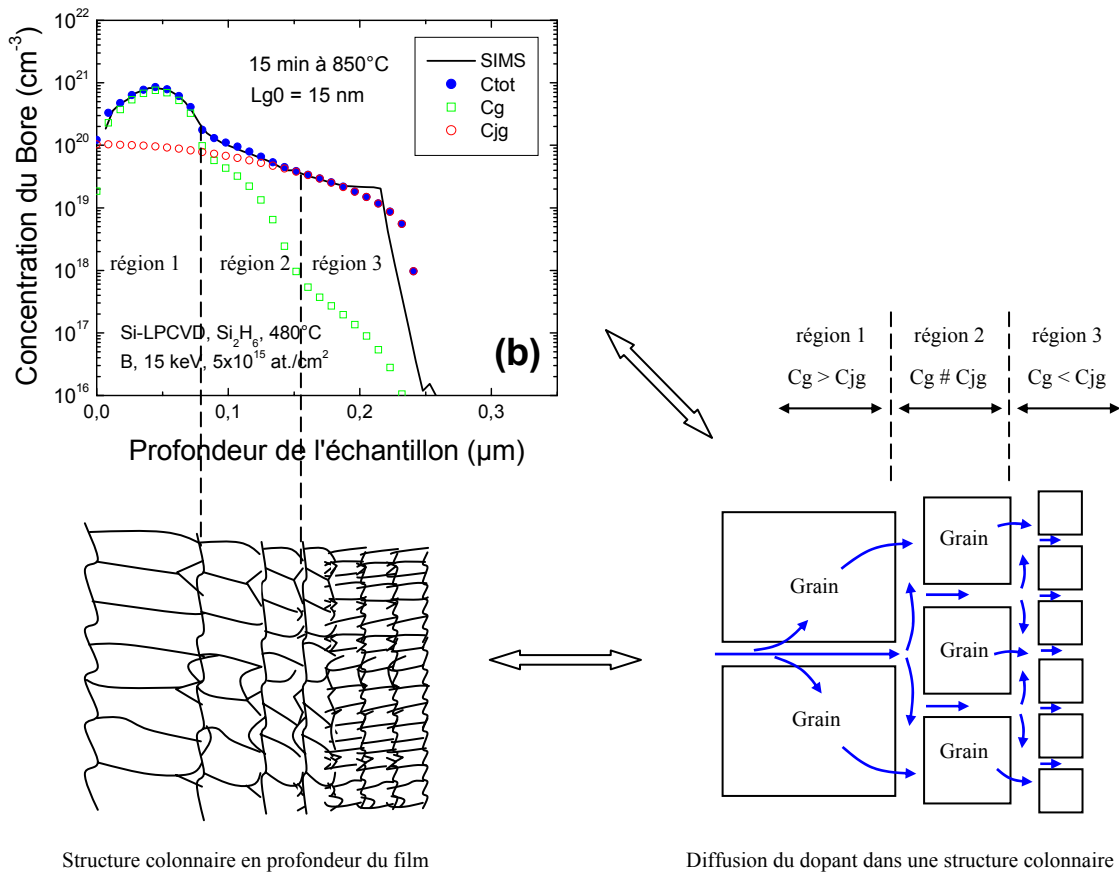 10^22
10^21
10^20
10^19
10^18
10^17
10^16
Concentration du Bore (cm^-3)
15 min à 850°C
Lg0 = 15 nm
SIMS
Ctot
Cg
Cjg
région 1
région 2
région 3
Si-LPCVD, Si_2H_6, 480°C
B, 15 keV, 5x10^15 at./cm^2
(b)
0,0
0,1
0,2
0,3
Profondeur de l'échantillon (µm)
région 1
région 2
région 3
Cg > Cjg
Cg # Cjg
Cg < Cjg
Grain
Grain
Grain
Grain
Grain
Structure colonnaire en profondeur du film
Diffusion du dopant dans une structure colonnaire